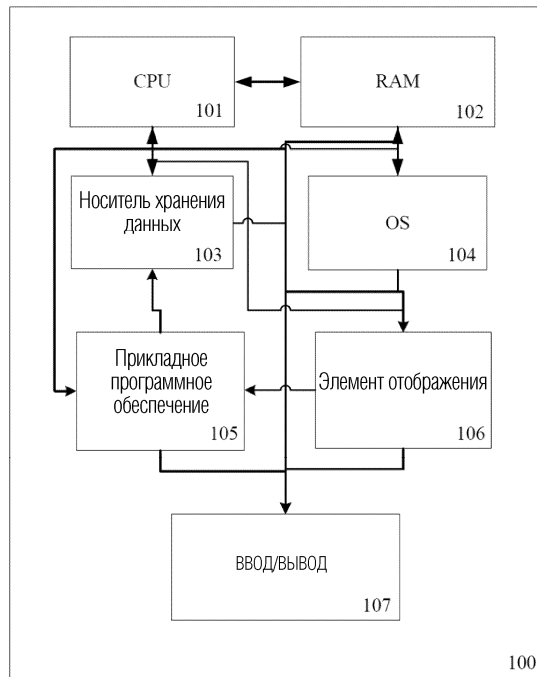 CPU
101
RAM
102
Носитель хранения
данных
103
OS
104
Прикладное
программное
обеспечение
105
Элемент отображения
106
ВВОД/ВЫВОД
107
100